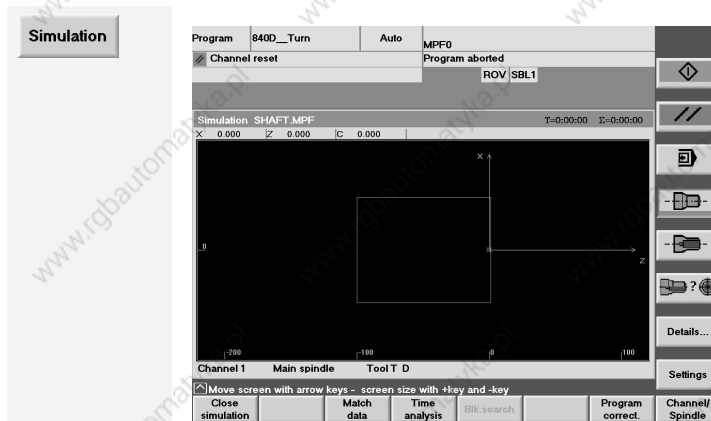 Simulation
Program 840D__Turn Auto MPF0
Channel reset Program aborted
ROV SBL1
Simulation SHAFT.MPF T=0:00:00 Σ=0:00:00
X 0.000 Z 0.000 C 0.000
X
0
Z
-200 -100 0 100
Channel 1 Main spindle Tool T D
Move screen with arrow keys - screen size with +key and -key
Close simulation
Match data
Time analysis
Blk.search
Program correct.
Channel/ Spindle
?
Details...
Settings
www.rgbautomatyka.pl